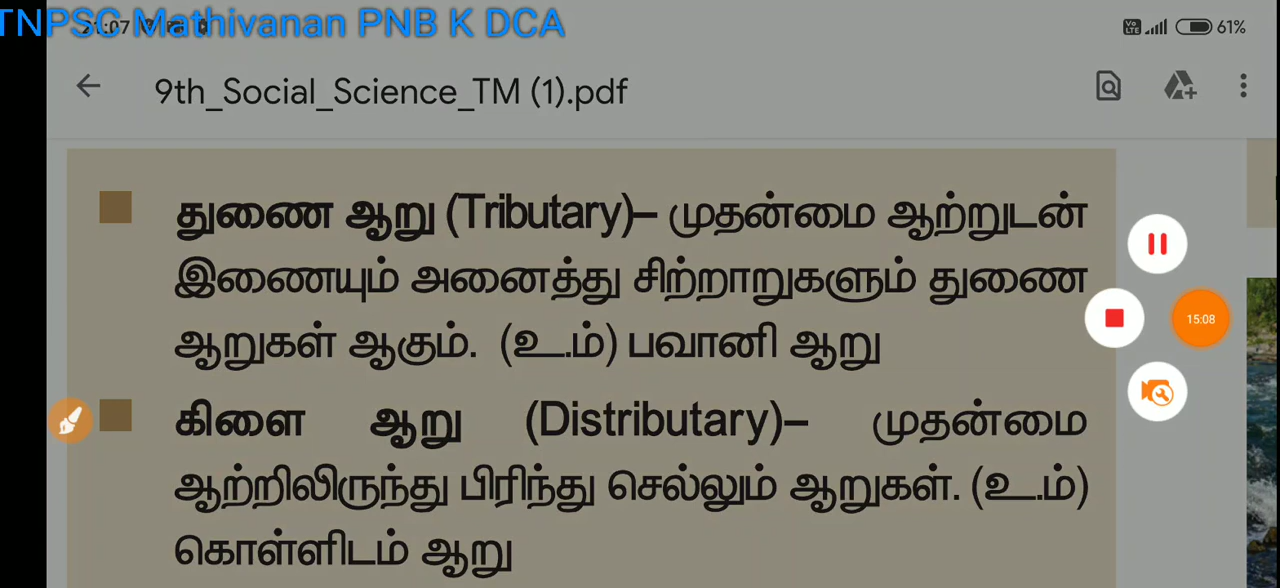 TNPSC Mathivanan PNB K DCA
61%
9th_Social_Science_TM (1).pdf
துணை ஆறு (Tributary)– முதன்மை ஆற்றுடன்
இணையும் அனைத்து சிற்றாறுகளும் துணை
ஆறுகள் ஆகும். (உ.ம்) பவானி ஆறு
15:08
கிளை ஆறு (Distributary)– முதன்மை
ஆற்றிலிருந்து பிரிந்து செல்லும் ஆறுகள். (உ.ம்)
கொள்ளிடம் ஆறு